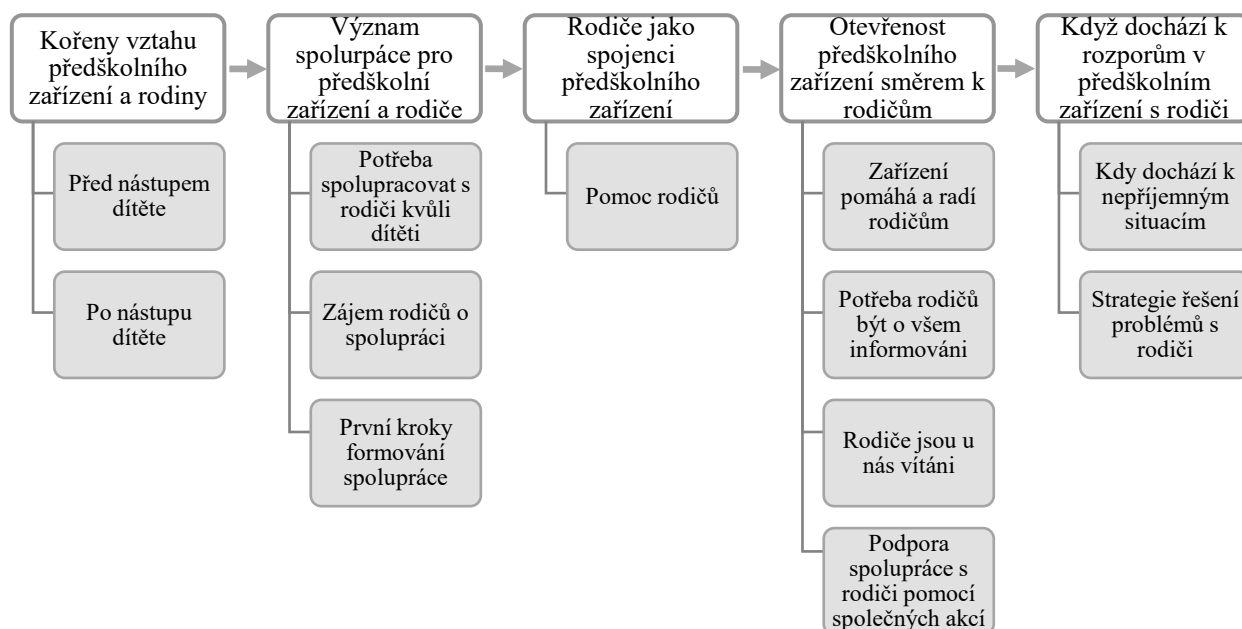 Kořeny vztahu
předškolního
zařízení a rodiny
Před nástupem
dítěte
Po nástupu
dítěte
Význam
spolurpáce pro
předškolní
zařízení a rodiče
Potřeba
spolupracovat s
rodiči kvůli
dítěti
Zájem rodičů o
spolupráci
První kroky
formování
spolupráce
Rodiče jako
spojenci
předškolního
zařízení
Pomoc rodičů
Otevřenost
předškolního
zařízení směrem k
rodičům
Zařízení
pomáhá a radí
rodičům
Potřeba rodičů
být o všem
informováni
Rodiče jsou u
nás vítáni
Podpora
spolupráce s
rodiči pomocí
společných akcí
Když dochází k
rozporům v
předškolním
zařízení s rodiči
Kdy dochází k
nepříjemným
situacím
Strategie řešení
problémů s
rodiči